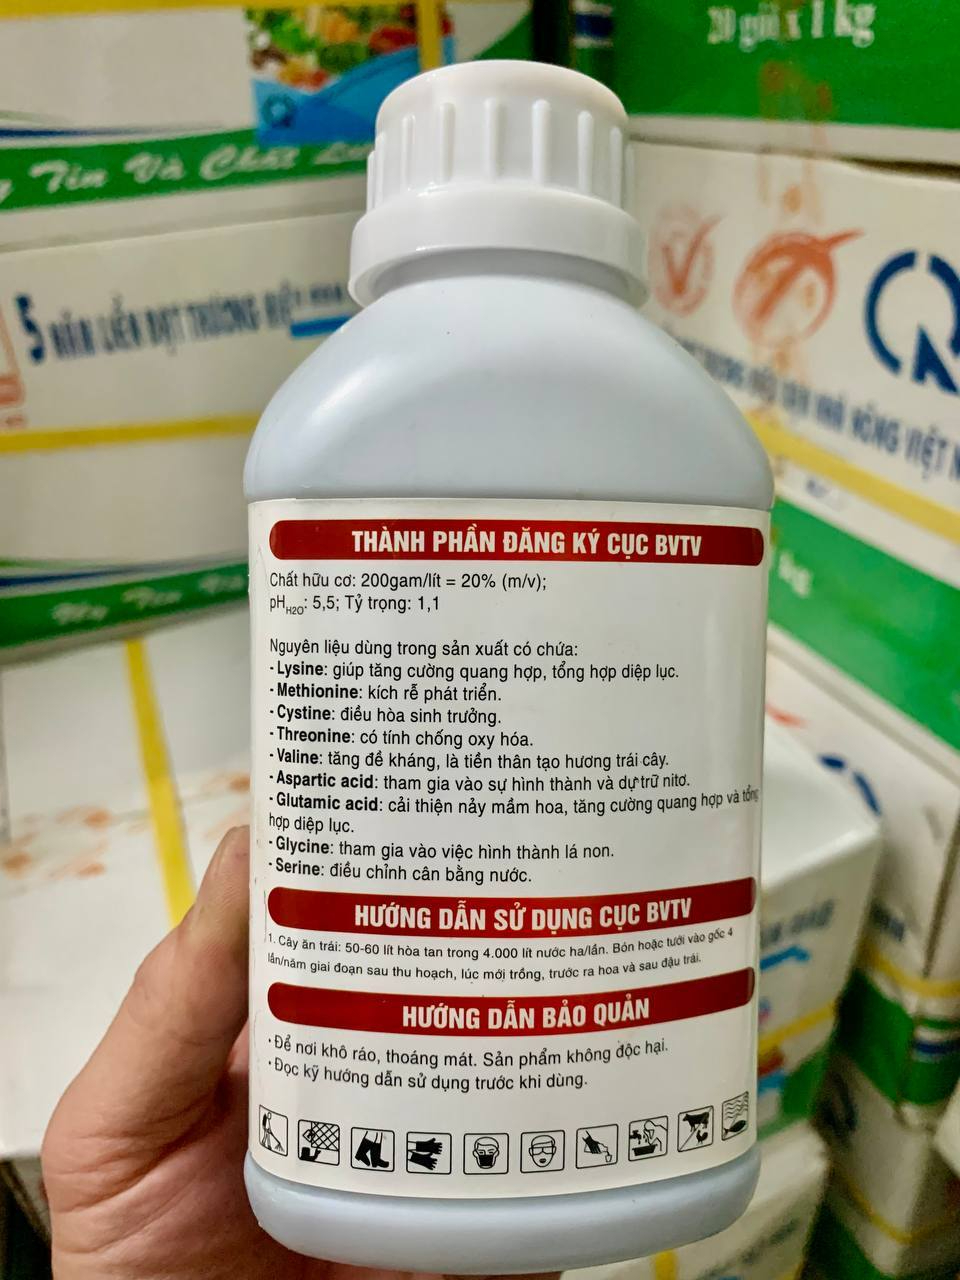 20 gói x 1 kg
Tín Và Chất
5 NĂM LIỀN ĐẠT THƯƠNG
NHÀ NÔNG VIỆT
THÀNH PHẦN ĐĂNG KÝ CỤC BVTV
Chất hữu cơ: 200gam/lít = 20% (m/v);
pHH2O: 5,5; Tỷ trọng: 1,1
Nguyên liệu dùng trong sản xuất có chứa:
- Lysine: giúp tăng cường quang hợp, tổng hợp diệp lục.
- Methionine: kích rễ phát triển.
- Cystine: điều hòa sinh trưởng.
- Threonine: có tính chống oxy hóa.
- Valine: tăng đề kháng, là tiền thân tạo hương trái cây.
- Aspartic acid: tham gia vào sự hình thành và dự trữ nito.
- Glutamic acid: cải thiện nảy mầm hoa, tăng cường quang hợp và tổng
hợp diệp lục.
- Glycine: tham gia vào việc hình thành lá non.
- Serine: điều chỉnh cân bằng nước.
HƯỚNG DẪN SỬ DỤNG CỤC BVTV
1. Cây ăn trái: 50-60 lít hòa tan trong 4.000 lít nước ha/lần. Bón hoặc tưới vào gốc 4
lần/năm giai đoạn sau thu hoạch, lúc mới trồng, trước ra hoa và sau đậu trái.
HƯỚNG DẪN BẢO QUẢN
• Để nơi khô ráo, thoáng mát. Sản phẩm không độc hại.
• Đọc kỹ hướng dẫn sử dụng trước khi dùng.